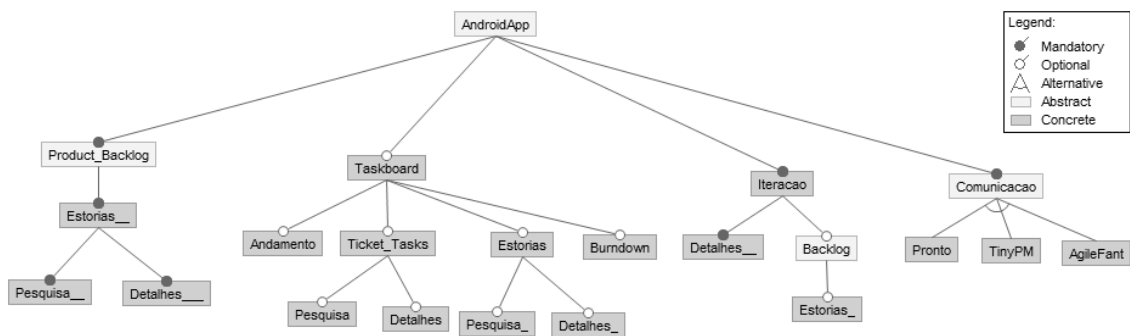 AndroidApp
Legend:
Mandatory
Optional
Alternative
Abstract
Concrete
Product_Backlog
Taskboard
Iteracao
Comunicacao
Estorias__
Andamento
Ticket_Tasks
Estorias
Burndown
Detalhes__
Backlog
Pronto
TinyPM
AgileFant
Pesquisa__
Detalhes___
Pesquisa
Detalhes
Pesquisa_
Detalhes_
Estorias_